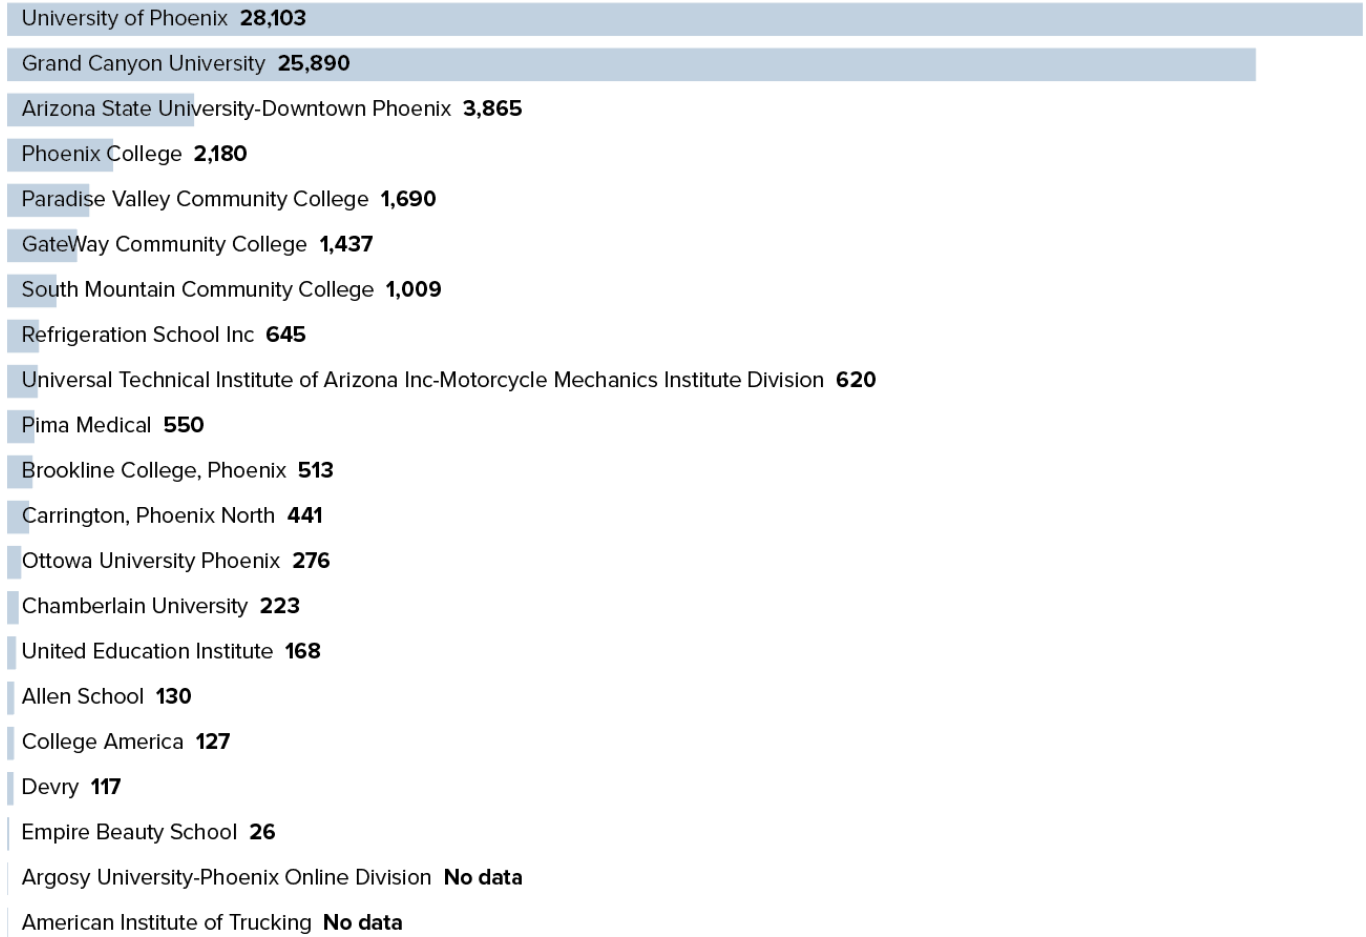 University of Phoenix 28,103
Grand Canyon University 25,890
Arizona State University-Downtown Phoenix 3,865
Phoenix College 2,180
Paradise Valley Community College 1,690
GateWay Community College 1,437
South Mountain Community College 1,009
Refrigeration School Inc 645
Universal Technical Institute of Arizona Inc-Motorcycle Mechanics Institute Division 620
Pima Medical 550
Brookline College, Phoenix 513
Carrington, Phoenix North 441
Ottowa University Phoenix 276
Chamberlain University 223
United Education Institute 168
Allen School 130
College America 127
Devry 117
Empire Beauty School 26
Argosy University-Phoenix Online Division No data
American Institute of Trucking No data